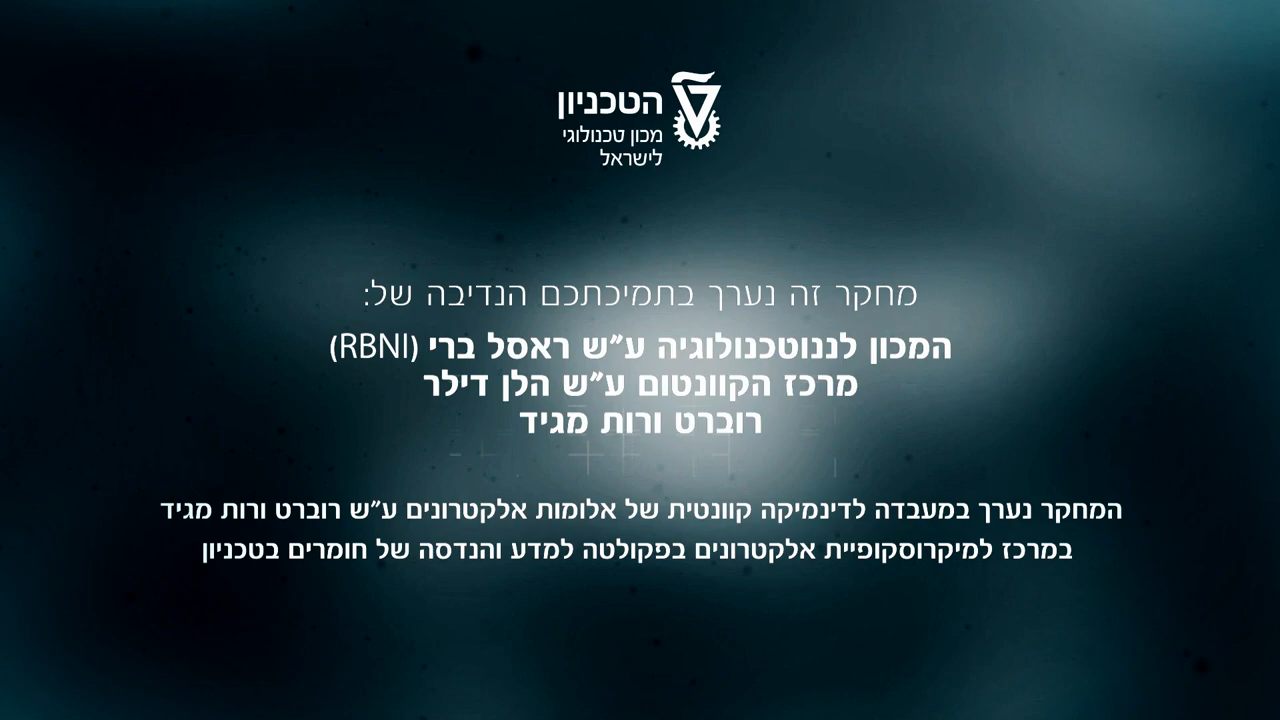 הטכניון
מכון טכנולוגי
לישראל
מחקר זה נערך בתמיכתכם הנדיבה של:
המכון לננוטכנולוגיה ע״ש ראסל ברי (RBNI)
מרכז הקוונטום ע״ש הלן דילר
רוברט ורות מגיד
המחקר נערך במעבדה לדינמיקה קוונטית של אלומות אלקטרונים ע״ש רוברט ורות מגיד
במרכז למיקרוסקופיית אלקטרונים בפקולטה למדע והנדסה של חומרים בטכניון